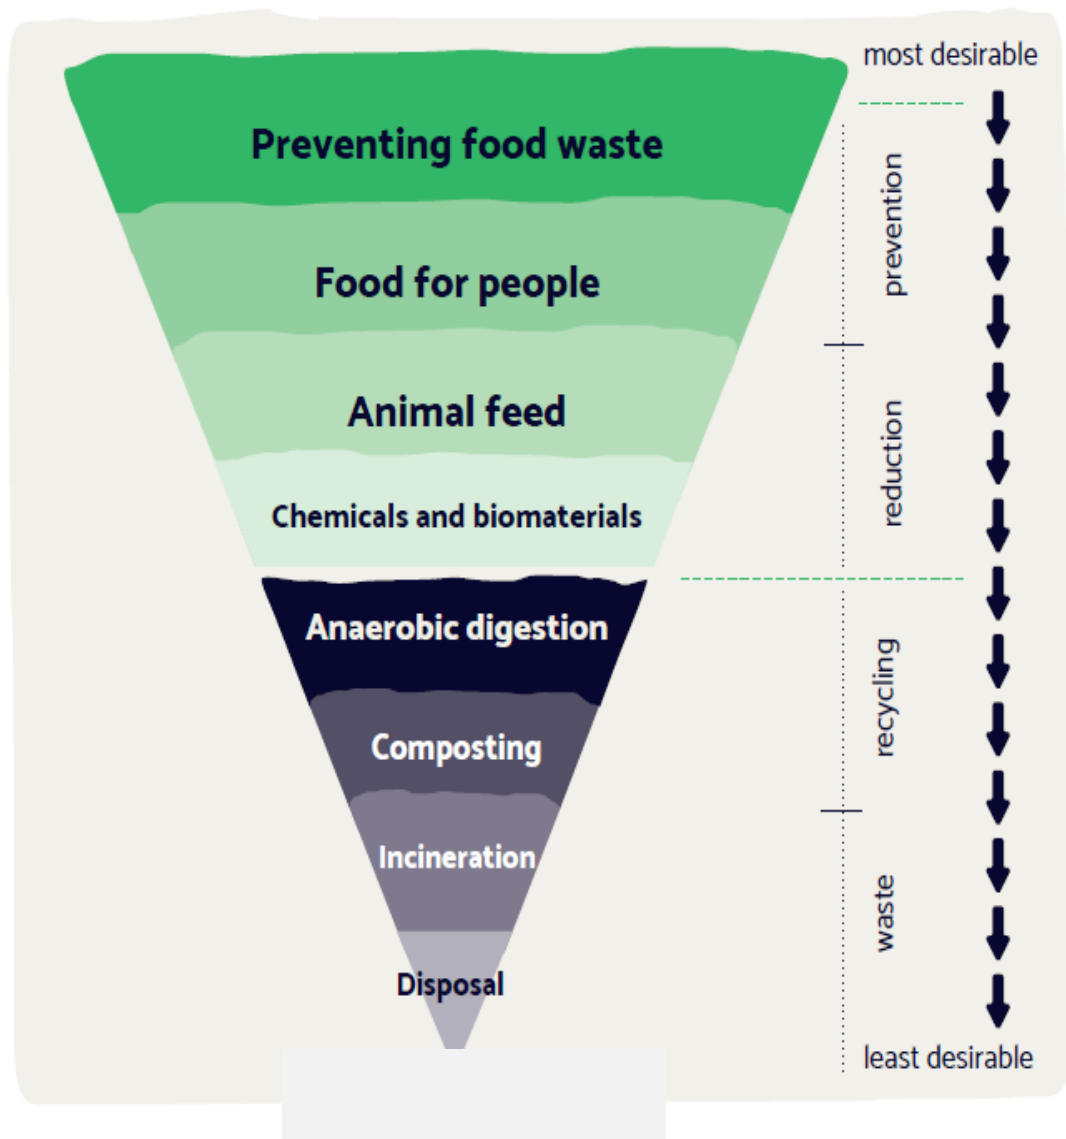 most desirable
Preventing food waste
prevention
Food for people
Animal feed
reduction
Chemicals and biomaterials
Anaerobic digestion
recycling
Composting
Incineration
waste
Disposal
least desirable